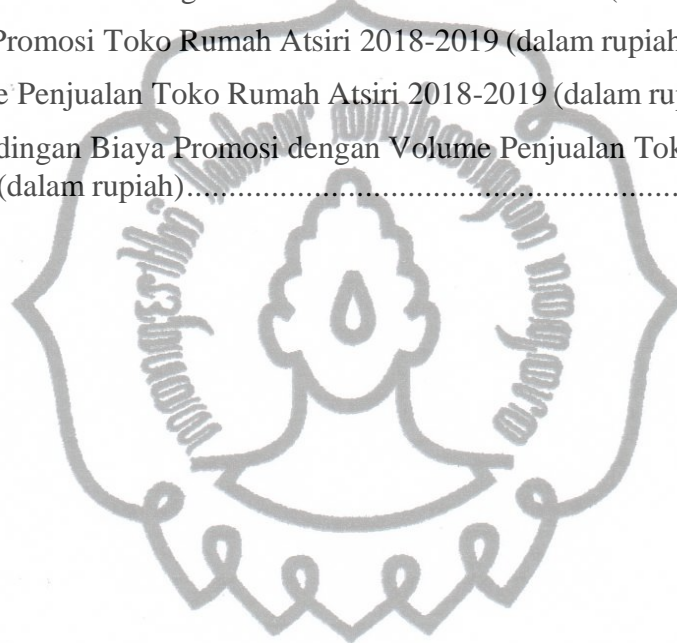 Promosi Toko Rumah Atsiri 2018-2019 (dalam rupiah
e Penjualan Toko Rumah Atsiri 2018-2019 (dalam rup
dingan Biaya Promosi dengan Volume Penjualan Tok
(dalam rupiah)......................................................